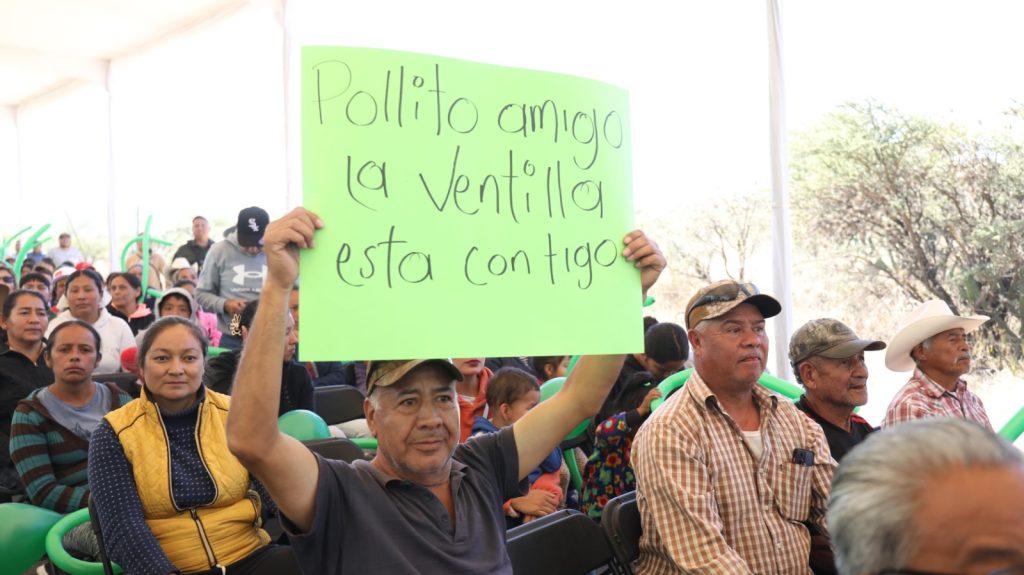 Pollito amigo
la Ventilla
esta contigo